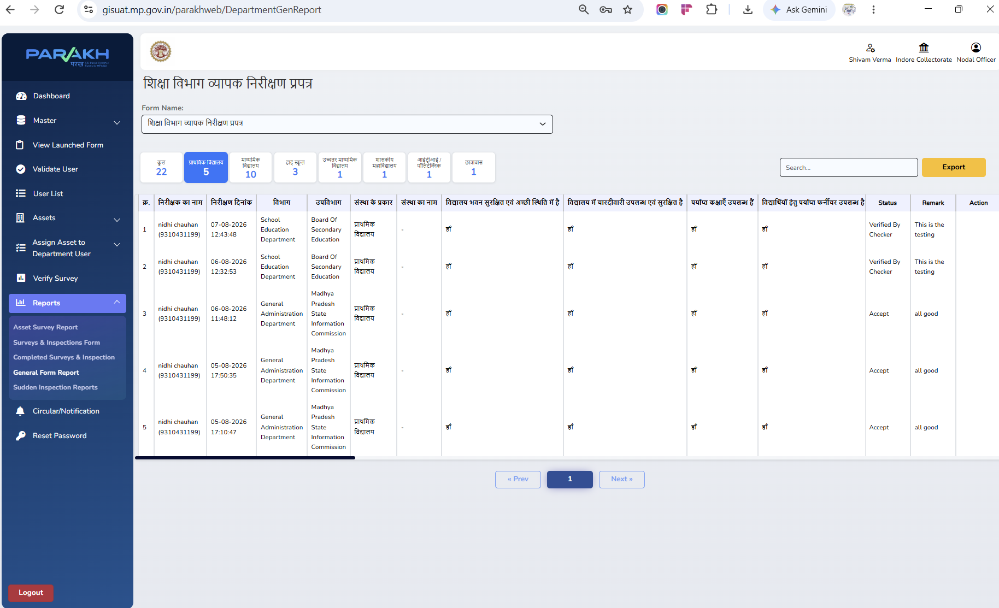 gisuat.mp.gov.in/parakhweb/DepartmentGenReport
Ask Gemini
PARAKH
परख
Shivam Verma
Indore Collectorate
Nodal Officer
शिक्षा विभाग व्यापक निरीक्षण प्रपत्र
Form Name:
शिक्षा विभाग व्यापक निरीक्षण प्रपत्र
Dashboard
Master
View Launched Form
Validate User
User List
Assets
Assign Asset to
Department User
Verify Survey
Reports
Asset Survey Report
Surveys & Inspections Form
Completed Surveys & Inspection
General Form Report
Sudden Inspection Reports
Circular/Notification
Reset Password
Logout
कुल
22
प्राथमिक विद्यालय
5
माध्यमिक
विद्यालय
10
हाई स्कूल
3
उच्चतर माध्यमिक
विद्यालय
1
शासकीय
महाविद्यालय
1
आईटीआई /
पॉलिटेक्निक
1
छात्रावास
1
Search...
Export
क्र. निरीक्षक का नाम निरीक्षण दिनांक विभाग उपविभाग संस्था के प्रकार संस्था का नाम विद्यालय भवन सुरक्षित एवं अच्छी स्थिति में है विद्यालय में चारदीवारी उपलब्ध एवं सुरक्षित है पर्याप्त कक्षाएँ उपलब्ध हैं विद्यार्थियों हेतु पर्याप्त फर्नीचर उपलब्ध है Status Remark Action
1
nidhi chauhan
(9310431199)
07-08-2026
12:43:48
School
Education
Department
Board Of
Secondary
Education
प्राथमिक
विद्यालय
-
हाँ
हाँ
हाँ
हाँ
Verified By
Checker
This is the
testing
2
nidhi chauhan
(9310431199)
06-08-2026
12:32:53
School
Education
Department
Board Of
Secondary
Education
प्राथमिक
विद्यालय
-
हाँ
हाँ
हाँ
हाँ
Verified By
Checker
This is the
testing
3
nidhi chauhan
(9310431199)
06-08-2026
11:48:12
General
Administration
Department
Madhya
Pradesh
State
Information
Commission
प्राथमिक
विद्यालय
-
हाँ
हाँ
हाँ
हाँ
Accept
all good
4
nidhi chauhan
(9310431199)
05-08-2026
17:50:35
General
Administration
Department
Madhya
Pradesh
State
Information
Commission
प्राथमिक
विद्यालय
-
हाँ
हाँ
हाँ
हाँ
Accept
all good
5
nidhi chauhan
(9310431199)
05-08-2026
17:10:47
General
Administration
Department
Madhya
Pradesh
State
Information
Commission
प्राथमिक
विद्यालय
-
हाँ
हाँ
हाँ
हाँ
Accept
all good
« Prev
1
Next »